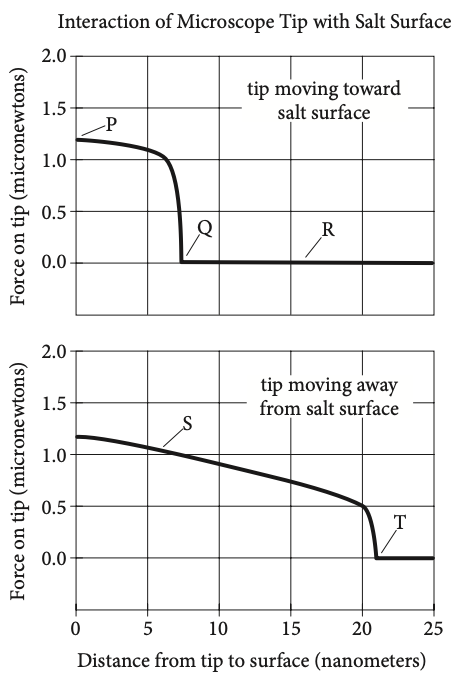 Interaction of Microscope Tip with Salt Surface
Force on tip (micronewtons)
2.0
1.5
1.0
0.5
0.0
tip moving toward
salt surface
P
Q
R
Force on tip (micronewtons)
2.0
1.5
1.0
0.5
0.0
tip moving away
from salt surface
S
T
0 5 10 15 20 25
Distance from tip to surface (nanometers)